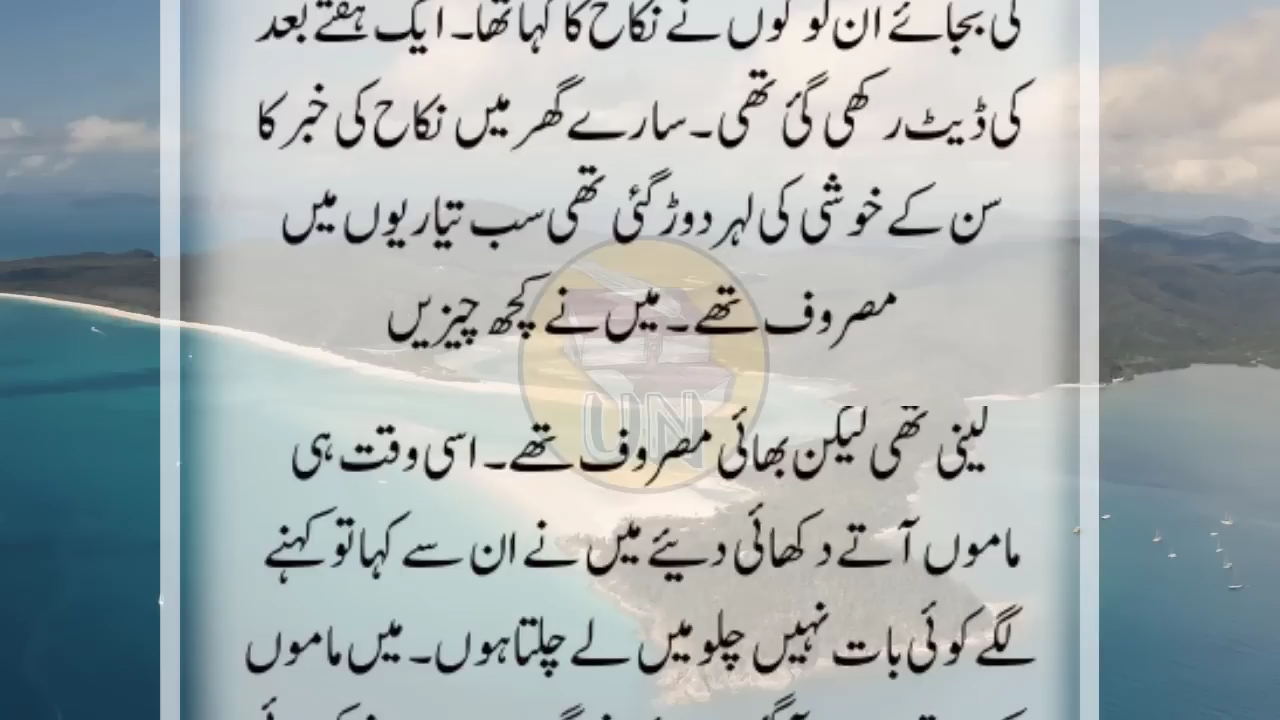 کی بجائے ان لوگوں نے نکاح کا کہا تھا۔ ایک ہفتے بعد
کی ڈیٹ رکھی گئی تھی۔ سارے گھر میں نکاح کی خبر کا
سن کے خوشی کی لہر دوڑ گئی تھی سب تیاریوں میں
مصروف تھے۔ میں نے کچھ چیزیں
لینی تھی لیکن بھائی مصروف تھے۔ اسی وقت ہی
ماموں آتے دکھائی دیئے میں نے ان سے کہا تو کہنے
لگے کوئی بات نہیں چلو میں لے چلتا ہوں۔ میں ماموں
UN